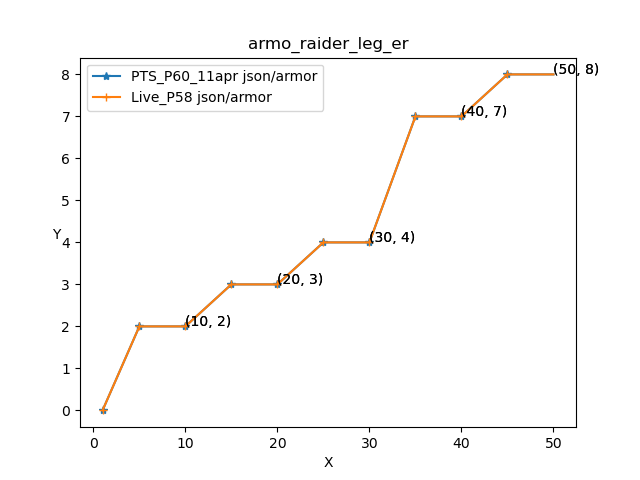 armo_raider_leg_er
PTS_P60_11apr json/armor
Live_P58 json/armor
Y
8
7
6
5
4
3
2
1
0
(50, 8)
(40, 7)
(30, 4)
(20, 3)
(10, 2)
0 10 20 30 40 50
X